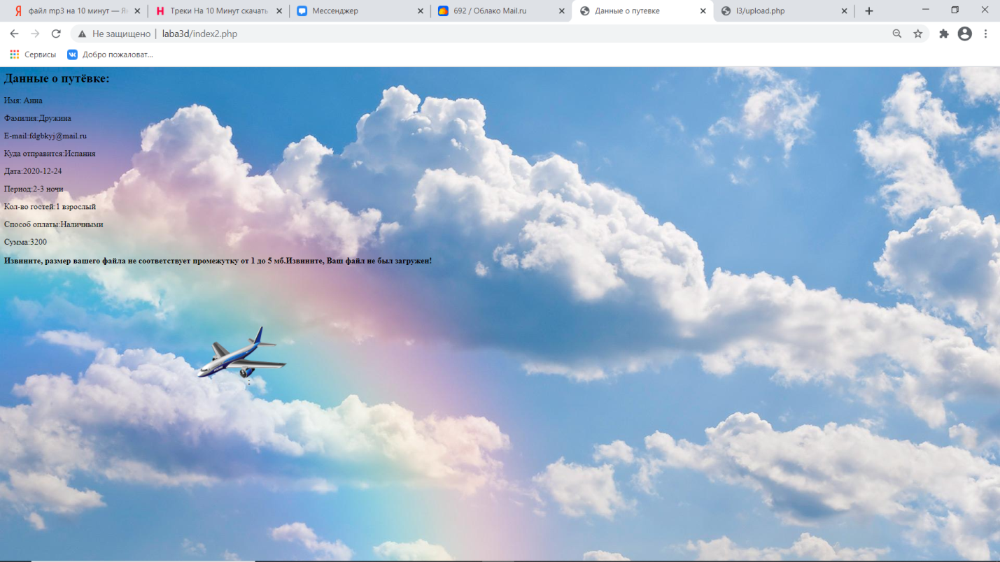 файл mp3 на 10 минут — Ян
Треки На 10 Минут скачать
Мессенджер
692 / Облако Mail.ru
Данные о путевке
l3/upload.php
Не защищено | laba3d/index2.php
Сервисы
Добро пожаловат...
Данные о путёвке:
Имя: Анна
Фамилия:Дружина
E-mail:fdgbkyj@mail.ru
Куда отправится:Испания
Дата:2020-12-24
Период:2-3 ночи
Кол-во гостей:1 взрослый
Способ оплаты:Наличными
Сумма:3200
Извините, размер вашего файла не соответствует промежутку от 1 до 5 мб.Извините, Ваш файл не был загружен!